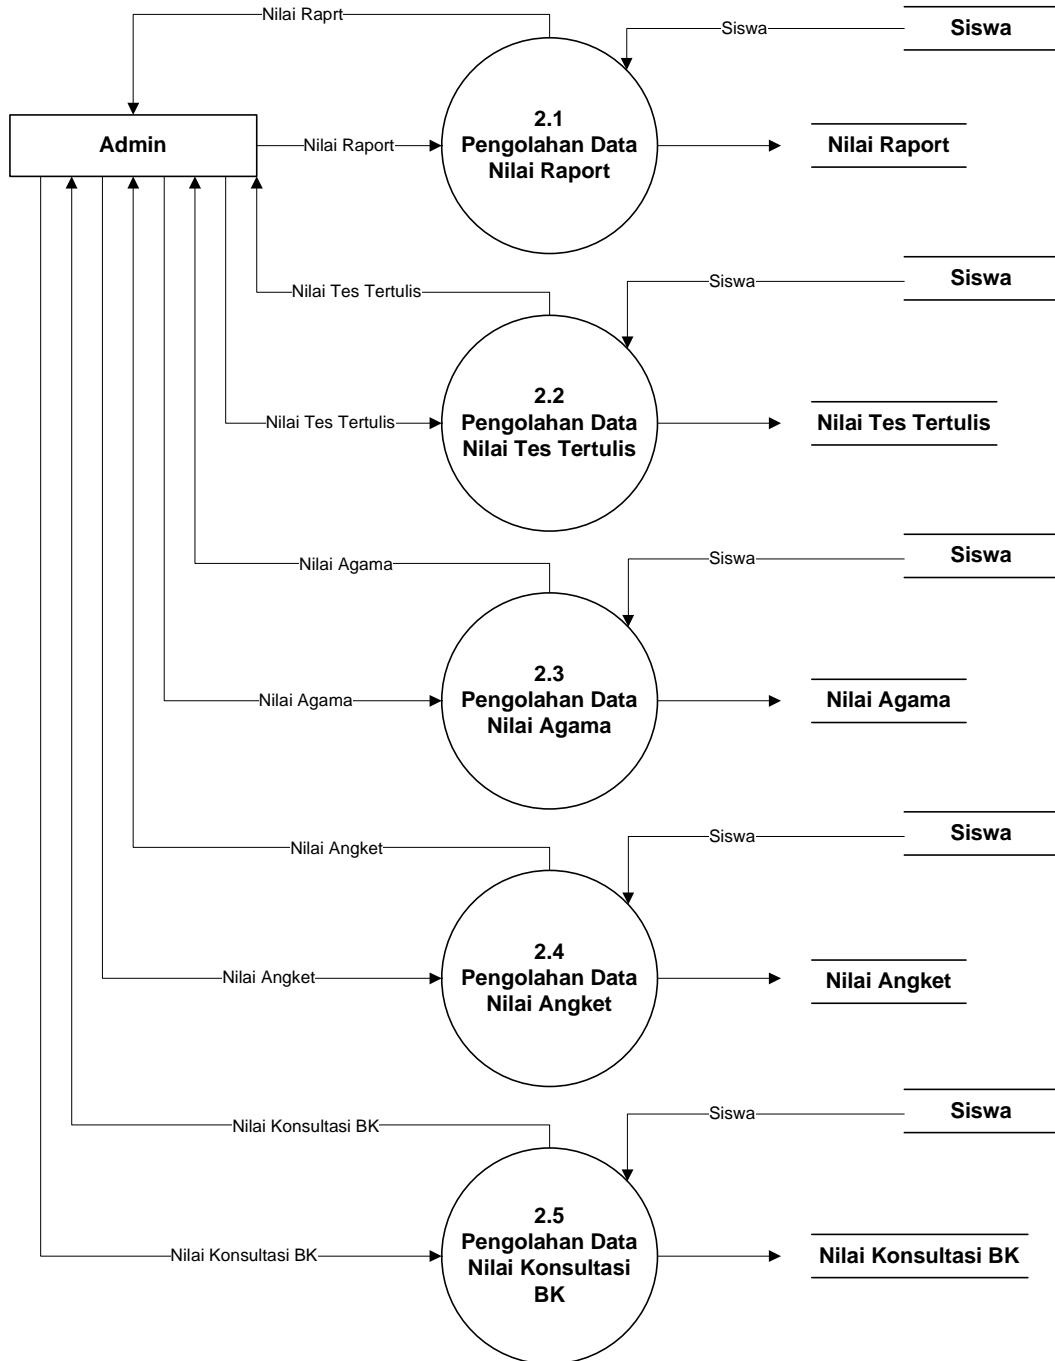 Nilai Raprt
Siswa
Siswa
Admin
Nilai Raport
2.1
Pengolahan Data
Nilai Raport
Nilai Raport
Nilai Tes Tertulis
Siswa
Siswa
Nilai Tes Tertulis
2.2
Pengolahan Data
Nilai Tes Tertulis
Nilai Tes Tertulis
Nilai Agama
Siswa
Siswa
Nilai Agama
2.3
Pengolahan Data
Nilai Agama
Nilai Agama
Nilai Angket
Siswa
Siswa
Nilai Angket
2.4
Pengolahan Data
Nilai Angket
Nilai Angket
Nilai Konsultasi BK
Siswa
Siswa
Nilai Konsultasi BK
2.5
Pengolahan Data
Nilai Konsultasi
BK
Nilai Konsultasi BK